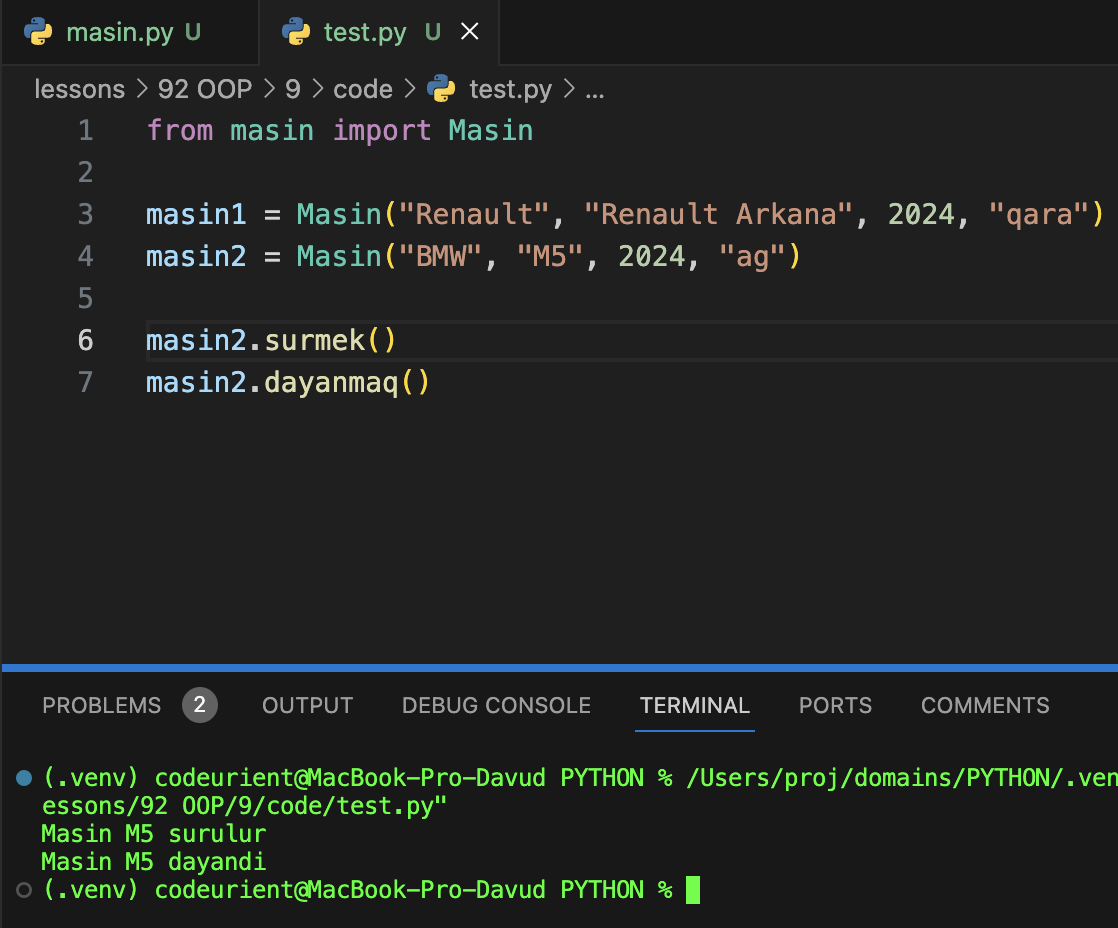 masin.py U test.py U
lessons > 92 OOP > 9 > code > test.py > ...
1 from masin import Masin
2
3 masin1 = Masin("Renault", "Renault Arkana", 2024, "qara")
4 masin2 = Masin("BMW", "M5", 2024, "ag")
5
6 masin2.surmek()
7 masin2.dayanmaq()
PROBLEMS 2 OUTPUT DEBUG CONSOLE TERMINAL PORTS COMMENTS
(.venv) codeurient@MacBook-Pro-Davud PYTHON % /Users/proj/domains/PYTHON/.ven
essons/92 OOP/9/code/test.py"
Masin M5 surulur
Masin M5 dayandi
(.venv) codeurient@MacBook-Pro-Davud PYTHON %